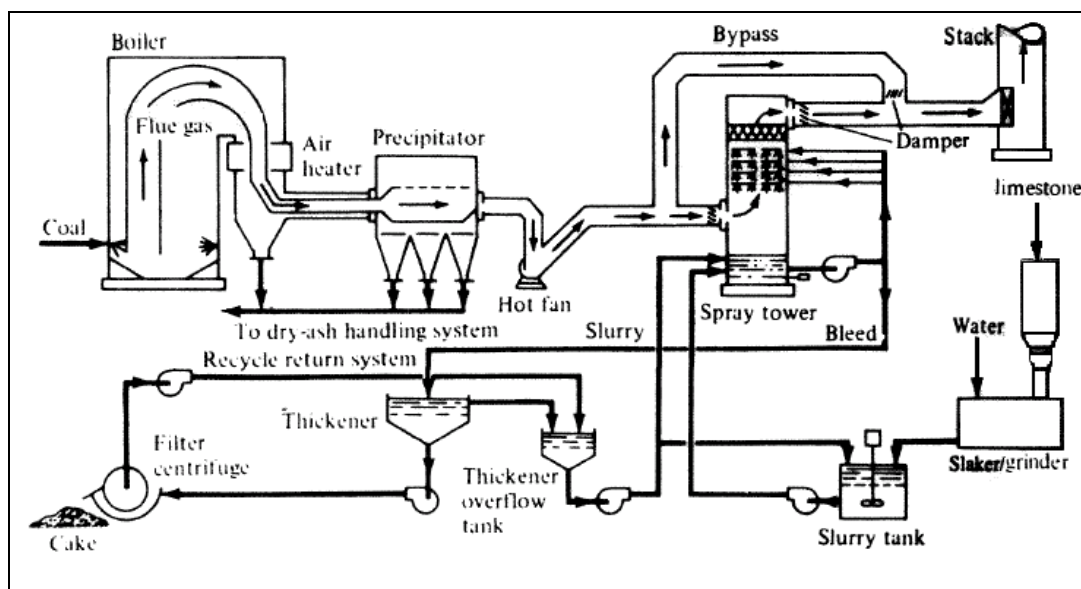 Boiler
Bypass
Stack
Flue gas
Air
heater
Precipitator
Damper
limestone
Coal
Hot fan
Spray tower
To dry-ash handling system
Slurry
Bleed
Water
Recycle return system
Thickener
Filter
centrifuge
Thickener
overflow
tank
Slaker/grinder
Cake
Slurry tank